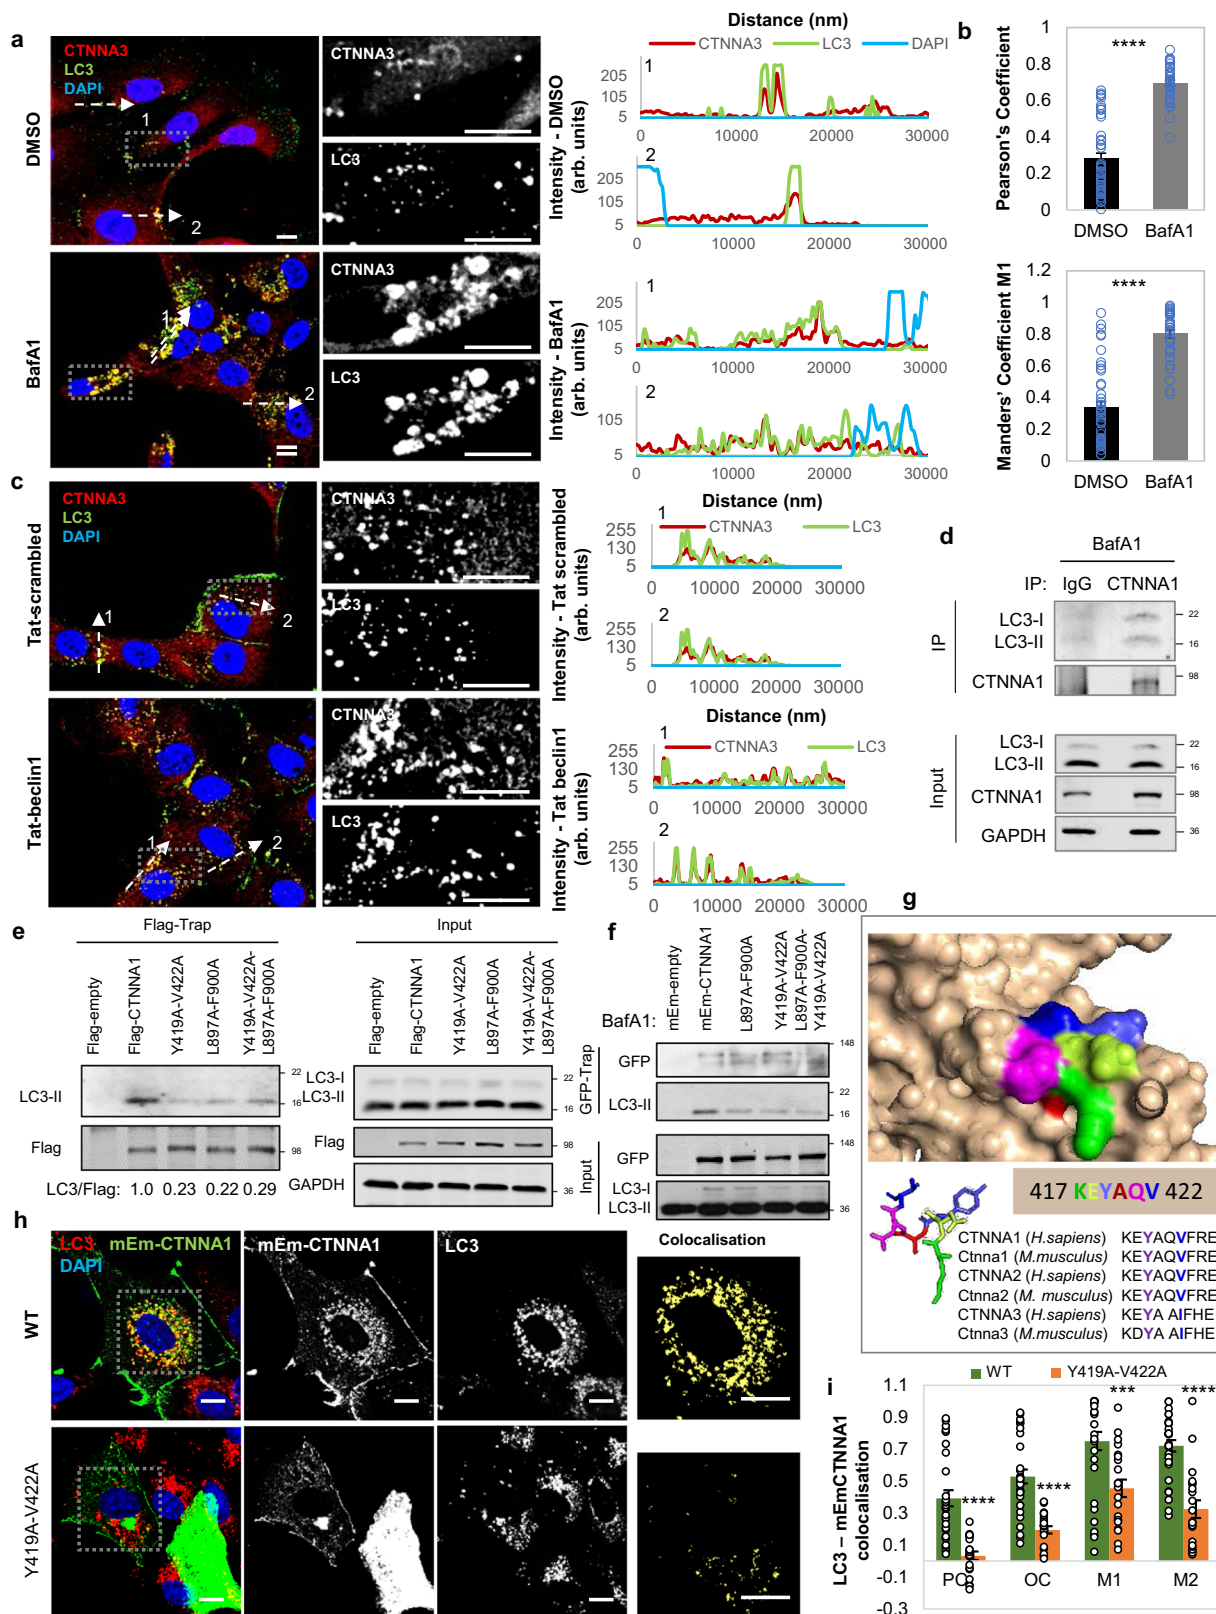 a
CTNNA3
LC3
DAPI
1
2
DMSO
CTNNA3
LC3
BafA1
1
2
CTNNA3
LC3
Distance (nm)
CTNNA3 LC3 DAPI
Intensity - DMSO
(arb. units)
1
205
105
5
0 10000 20000 30000
2
205
105
5
0 10000 20000 30000
Intensity - BafA1
(arb. units)
1
205
105
5
0 10000 20000 30000
2
105
5
0 10000 20000 30000
b
Pearson's Coefficient
1
0.8
0.6
0.4
0.2
0
****
DMSO BafA1
Manders' Coefficient M1
1.2
1
0.8
0.6
0.4
0.2
0
****
DMSO BafA1
c
CTNNA3
LC3
DAPI
Tat-scrambled
1
2
CTNNA3
LC3
Tat-beclin1
1
2
CTNNA3
LC3
Distance (nm)
Intensity - Tat scrambled
(arb. units)
1
CTNNA3 LC3
255
130
5
0 10000 20000 30000
2
255
130
5
0 10000 20000 30000
Distance (nm)
Intensity - Tat beclin1
(arb. units)
1
CTNNA3 LC3
255
130
5
0 10000 20000 30000
2
255
130
5
0 10000 20000 30000
d
BafA1
IP: IgG CTNNA1
IP
LC3-I
LC3-II
22
16
CTNNA1
98
Input
LC3-I
LC3-II
22
16
CTNNA1
98
GAPDH
36
e
Flag-Trap
Flag-empty
Flag-CTNNA1
Y419A-V422A
L897A-F900A
Y419A-V422A-
L897A-F900A
LC3-II
22
16
Flag
98
LC3/Flag: 1.0 0.23 0.22 0.29
Input
Flag-empty
Flag-CTNNA1
Y419A-V422A
L897A-F900A
Y419A-V422A-
L897A-F900A
LC3-I
LC3-II
22
16
Flag
98
GAPDH
36
f
BafA1:
mEm-empty
mEm-CTNNA1
L897A-F900A
Y419A-V422A
L897A-F900A-
Y419A-V422A
GFP-Trap
GFP
148
LC3-II
22
16
Input
GFP
148
LC3-I
LC3-II
36
g
417 KEYAQV 422
CTNNA1 (H.sapiens) KEYAQVFRE
Ctnna1 (M.musculus) KEYAQVFRE
CTNNA2 (H.sapiens) KEYAQVFRE
Ctnna2 (M. musculus) KEYAQVFRE
CTNNA3 (H.sapiens) KEYA AIFHE
Ctnna3 (M.musculus) KDYA AIFHE
h
LC3 mEm-CTNNA1
DAPI
mEm-CTNNA1
LC3
Colocalisation
WT
Y419A-V422A
i
WT Y419A-V422A
LC3 – mEmCTNNA1
colocalisation
1.1
0.9
0.7
0.5
0.3
0.1
-0.1
-0.3
**** **** *** ****
PC OC M1 M2